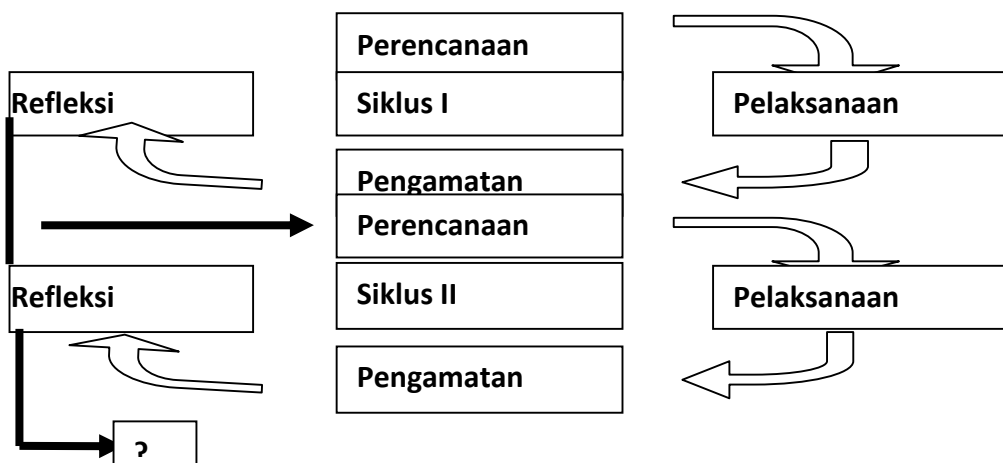 Perencanaan
Refleksi
Siklus I
Pelaksanaan
Pengamatan
Perencanaan
Refleksi
Siklus II
Pelaksanaan
Pengamatan
?